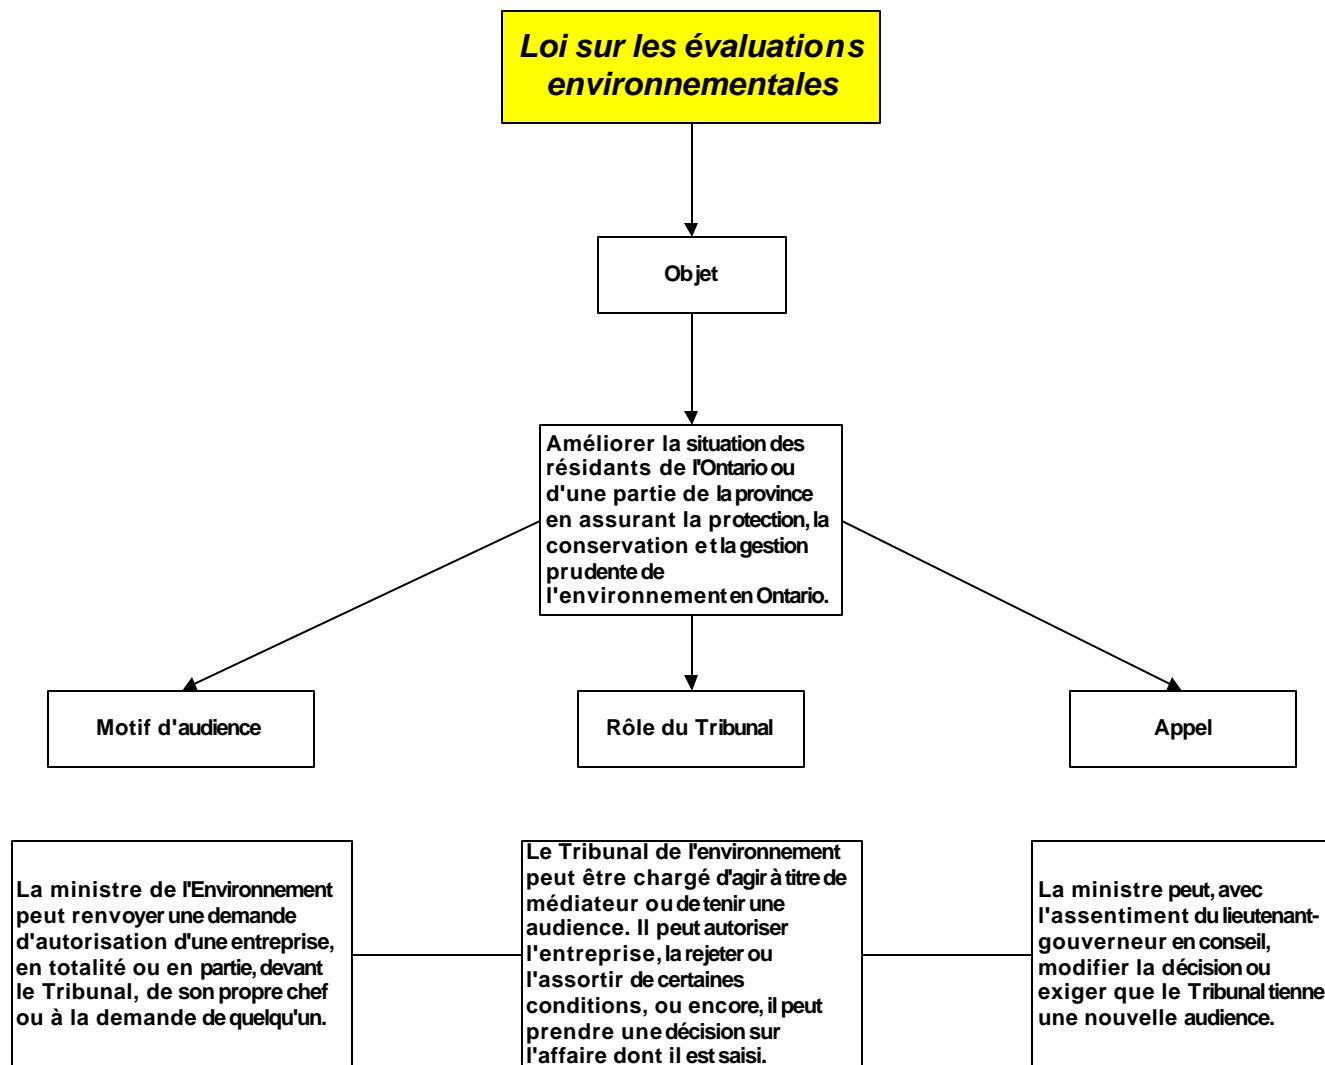 Loi sur les évaluations
environnementales
Objet
Améliorer la situation des
résidants de l'Ontario ou
d'une partie de la province
en assurant la protection, la
conservation et la gestion
prudente de
l'environnement en Ontario.
Motif d'audience
Rôle du Tribunal
Appel
La ministre de l'Environnement
peut renvoyer une demande
d'autorisation d'une entreprise,
en totalité ou en partie, devant
le Tribunal, de son propre chef
ou à la demande de quelqu'un.
Le Tribunal de l'environnement
peut être chargé d'agir à titre de
médiateur ou de tenir une
audience. Il peut autoriser
l'entreprise, la rejeter ou
l'assortir de certaines
conditions, ou encore, il peut
prendre une décision sur
l'affaire dont il est saisi.
La ministre peut, avec
l'assentiment du lieutenant-
gouverneur en conseil,
modifier la décision ou
exiger que le Tribunal tienne
une nouvelle audience.